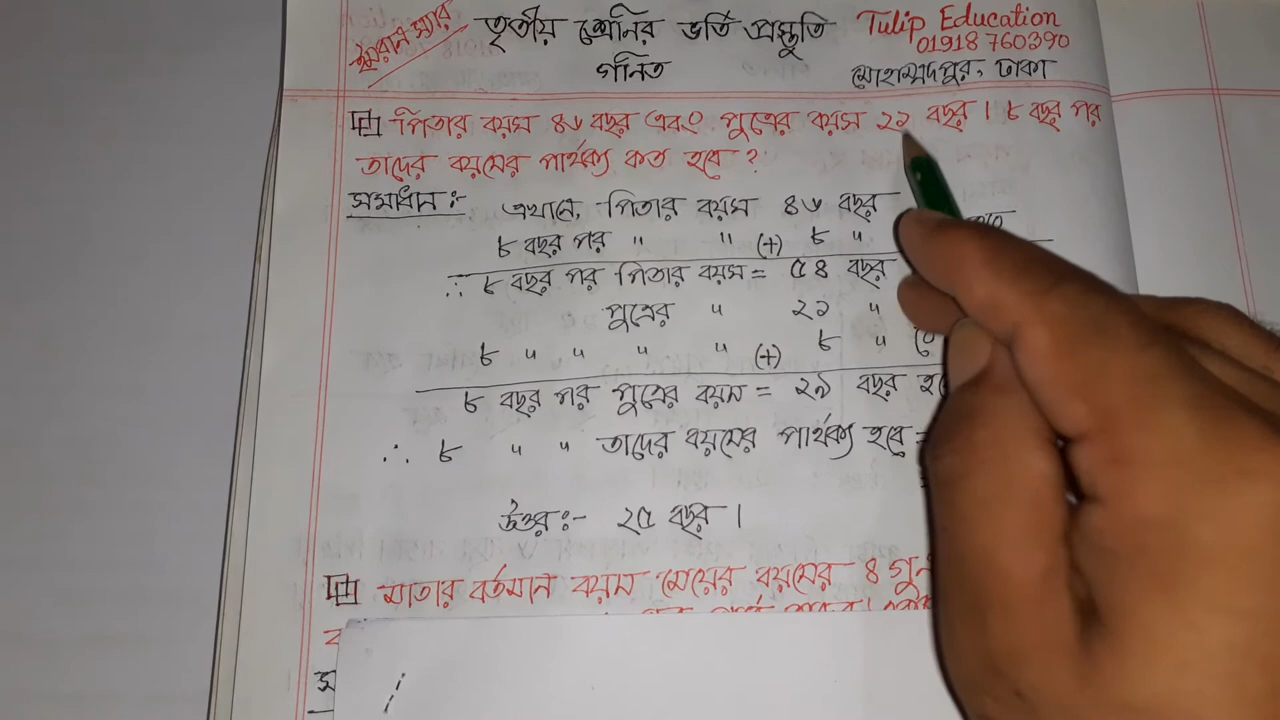 ইমরান স্যার
তৃতীয় শ্রেনির ভর্তি প্রস্তুতি
গনিত
Tulip Education
01918 760390
মোহাম্মদপুর, ঢাকা
পিতার বয়স ৪৬ বছর এবং পুত্রের বয়স ২১ বছর। ৮ বছর পর
তাদের বয়সের পার্থক্য কত হবে?
সমাধান:- এখানে, পিতার বয়স ৪৬ বছর
৮ বছর পর " " (+) ৮ "
∴ ৮ বছর পর পিতার বয়স = ৫৪ বছর
পুত্রের " ২১ "
৮ " " " " (+) ৮ "
৮ বছর পর পুত্রের বয়স = ২৯ বছর
∴ ৮ " " তাদের বয়সের পার্থক্য হবে =
উত্তর:- ২৫ বছর।
মাতার বর্তমান বয়স মেয়ের বয়সের ৪ গুন